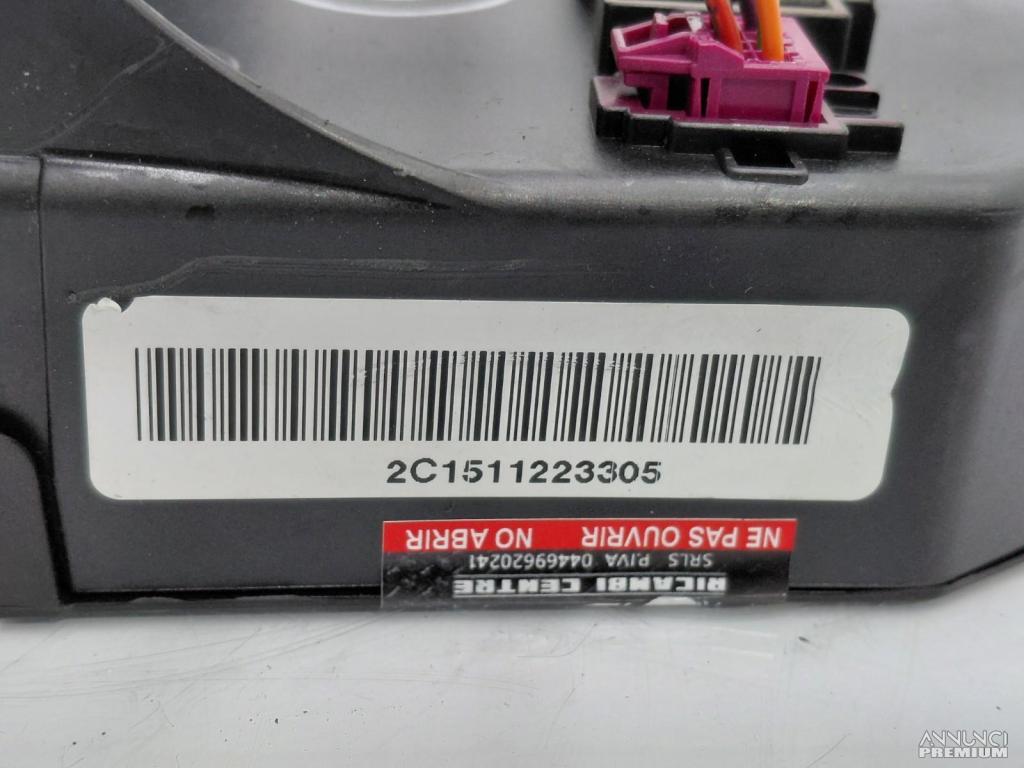 2C1511223305
NE PAS OUVRIR NO ABRIR
SRLS P.IVA 04469620241
RICAMBI CENTRE
ANNUNCI
PREMIUM